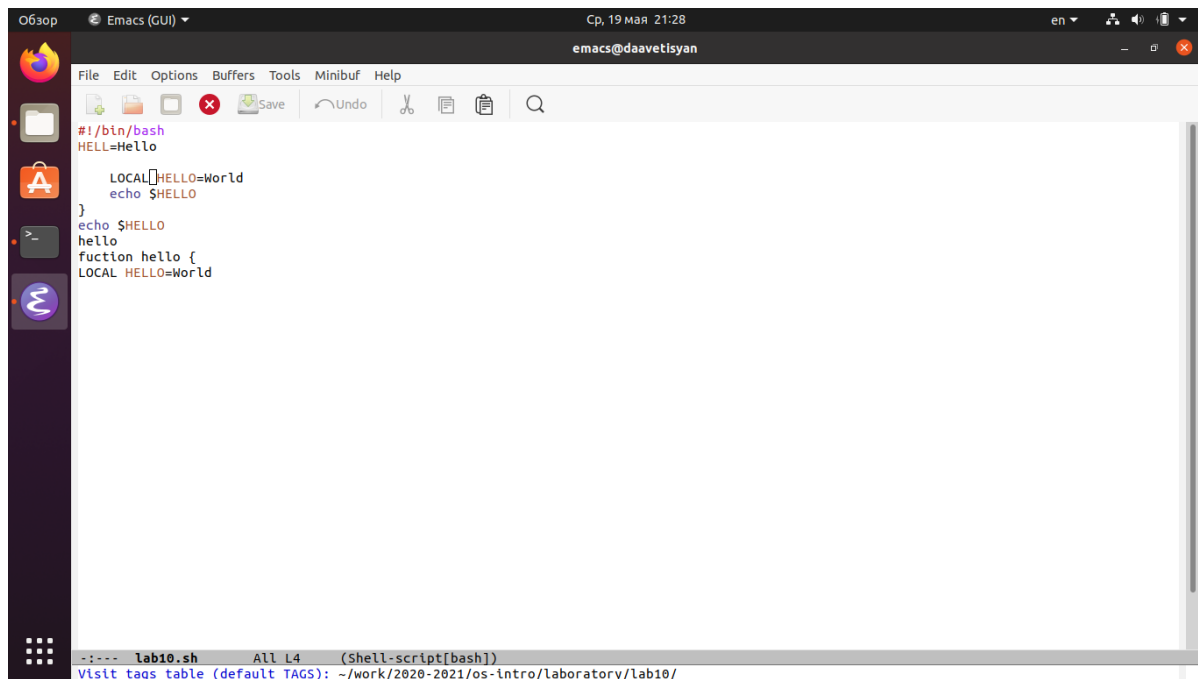 Обзор Emacs (GUI) Ср, 19 мая 21:28 en
emacs@daavetisyan
File Edit Options Buffers Tools Minibuf Help
Save Undo
#!/bin/bash
HELL=Hello
LOCAL HELLO=World
echo $HELLO
}
echo $HELLO
hello
fuction hello {
LOCAL HELLO=World
-:--- lab10.sh All L4 (Shell-script[bash])
Visit tags table (default TAGS): ~/work/2020-2021/os-intro/laboratory/lab10/